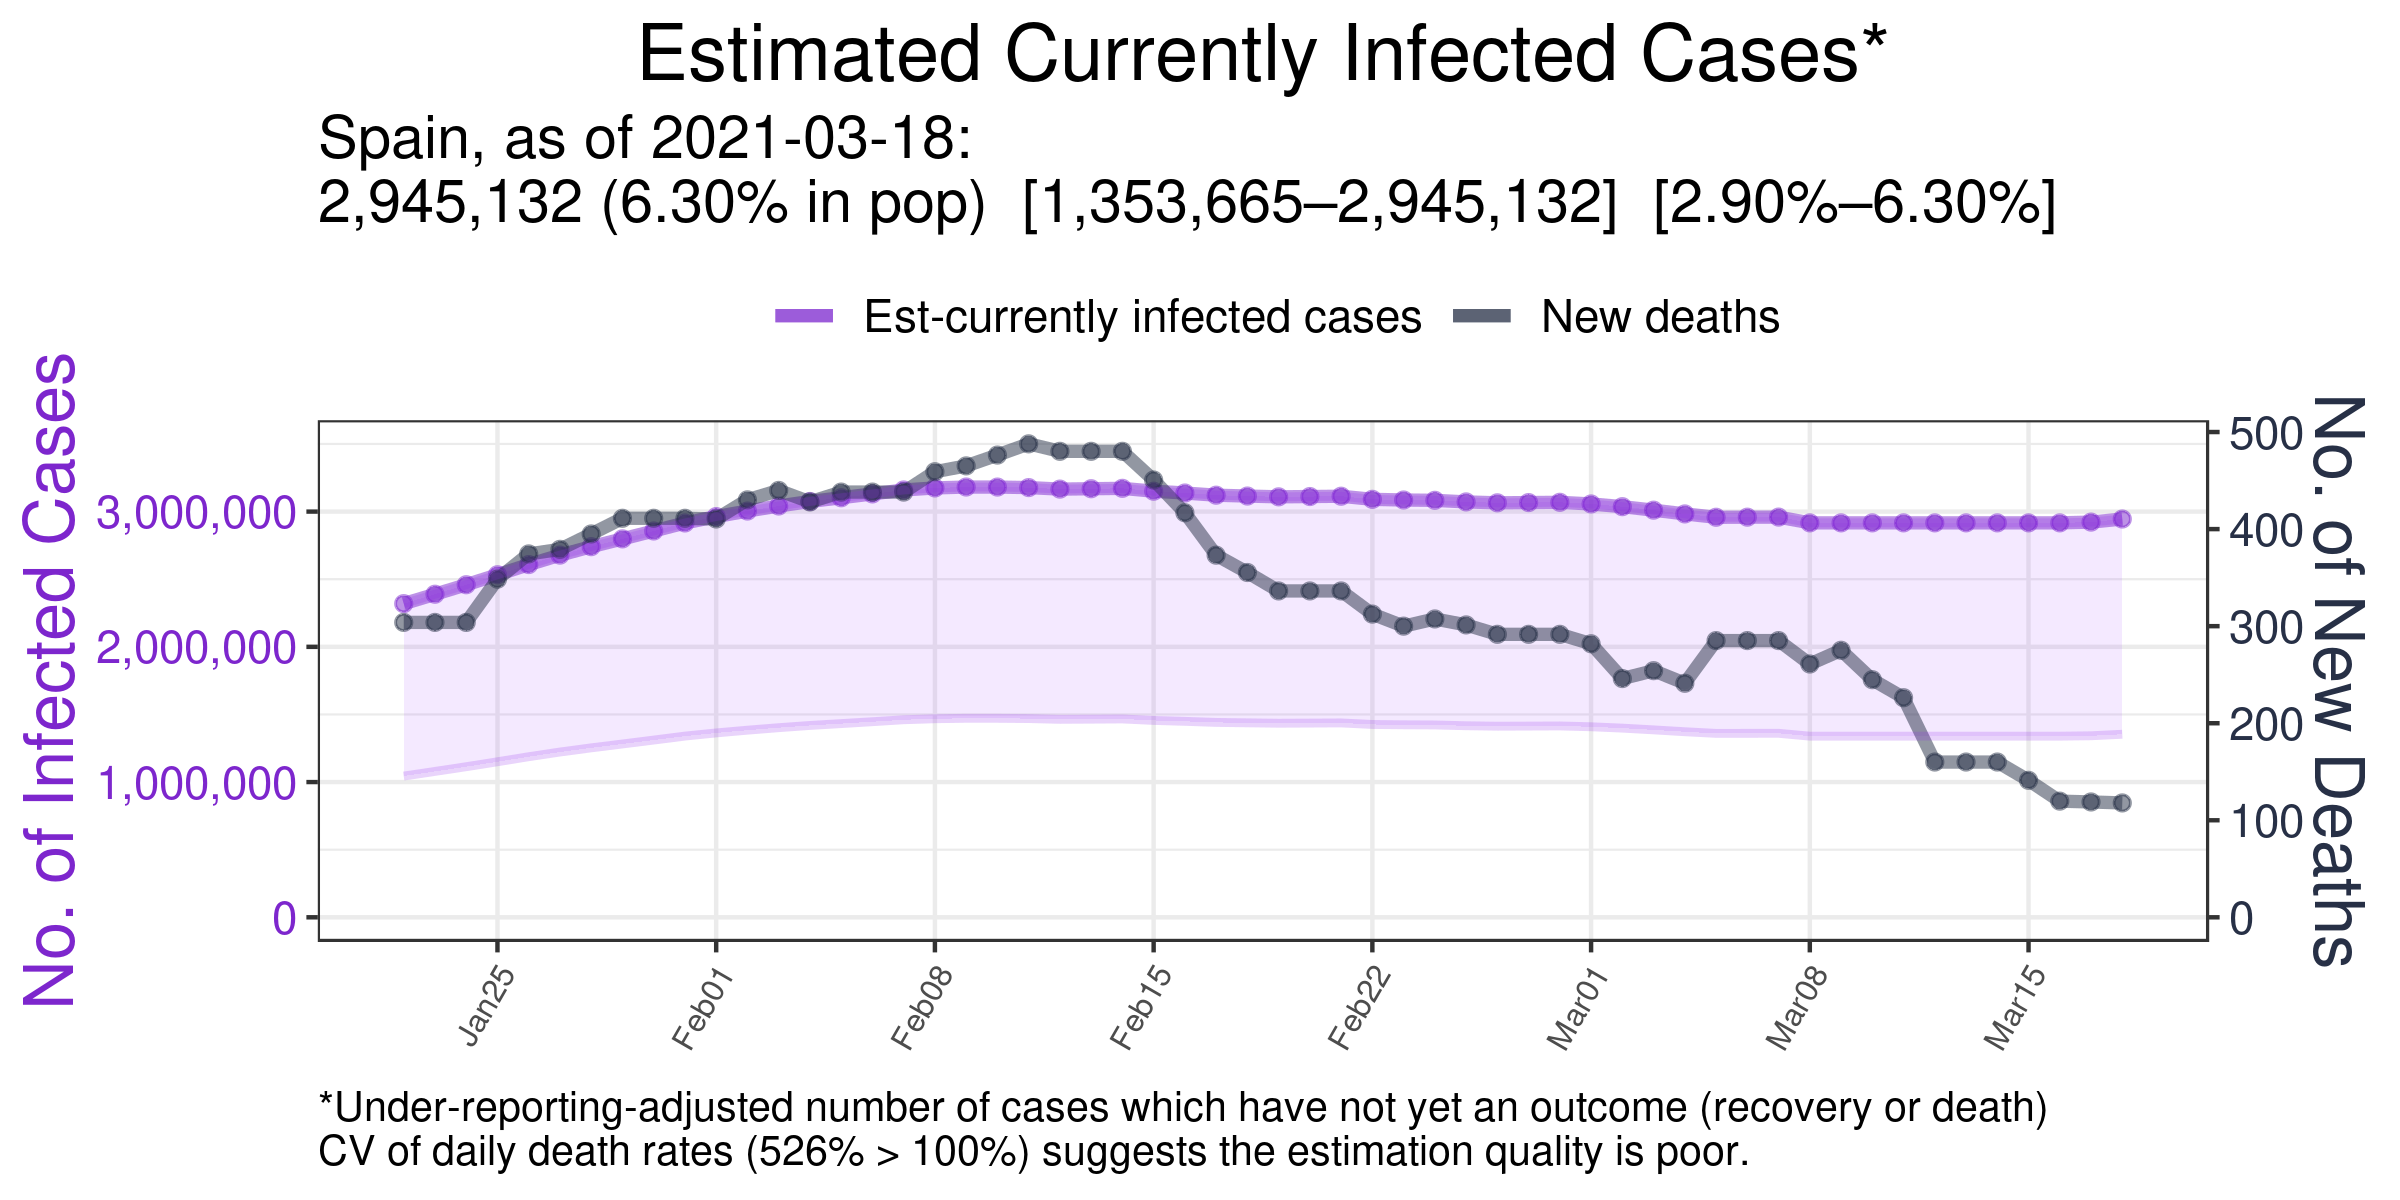 Estimated Currently Infected Cases*
Spain, as of 2021-03-18:
2,945,132 (6.30% in pop) [1,353,665–2,945,132] [2.90%–6.30%]
Est-currently infected cases
New deaths
No. of Infected Cases
3,000,000
2,000,000
1,000,000
0
500
400
300
200
100
0
No. of New Deaths
Jan25
Feb01
Feb08
Feb15
Feb22
Mar01
Mar08
Mar15
*Under-reporting-adjusted number of cases which have not yet an outcome (recovery or death)
CV of daily death rates (526% > 100%) suggests the estimation quality is poor.